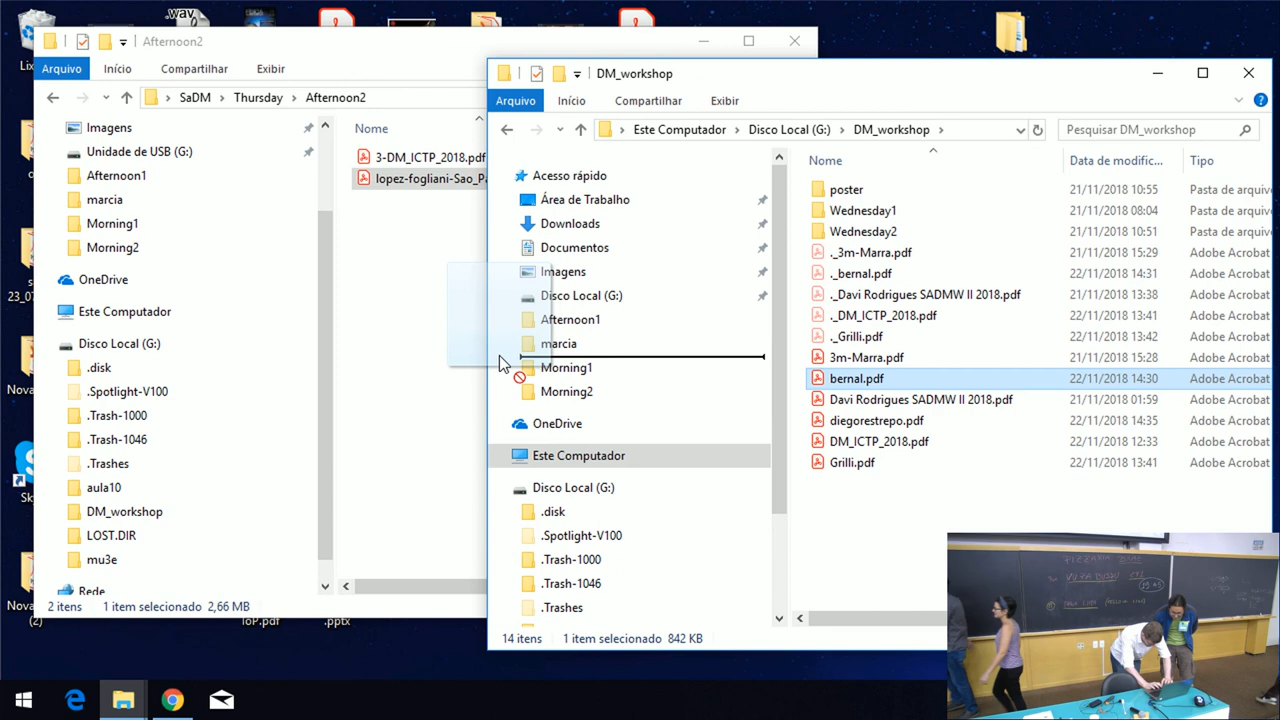 .wav
Lix
Afternoon2
Arquivo Início Compartilhar Exibir
SaDM Thursday Afternoon2
Imagens
Unidade de USB (G:)
Afternoon1
marcia
Morning1
Morning2
OneDrive
Este Computador
Disco Local (G:)
.disk
.Spotlight-V100
.Trash-1000
.Trash-1046
.Trashes
aula10
DM_workshop
LOST.DIR
mu3e
Rede
Nome
3-DM_ICTP_2018.pdf
lopez-fogliani-Sao_Pa
2 itens 1 item selecionado 2,66 MB
s
23_07
Nova
Sk
Nova
(2)
ToP.pdf
.pptx
DM_workshop
Arquivo Início Compartilhar Exibir
Este Computador Disco Local (G:) DM_workshop
Pesquisar DM_workshop
Acesso rápido
Área de Trabalho
Downloads
Documentos
Imagens
Disco Local (G:)
Afternoon1
marcia
Morning1
Morning2
OneDrive
Este Computador
Disco Local (G:)
.disk
.Spotlight-V100
.Trash-1000
.Trash-1046
.Trashes
Nome Data de modific... Tipo
poster 21/11/2018 10:55 Pasta de arquivo
Wednesday1 21/11/2018 08:04 Pasta de arquivo
Wednesday2 21/11/2018 10:51 Pasta de arquivo
._3m-Marra.pdf 21/11/2018 15:29 Adobe Acrobat
._bernal.pdf 22/11/2018 14:31 Adobe Acrobat
._Davi Rodrigues SADMW II 2018.pdf 21/11/2018 13:38 Adobe Acrobat
._DM_ICTP_2018.pdf 22/11/2018 13:41 Adobe Acrobat
._Grilli.pdf 22/11/2018 13:42 Adobe Acrobat
3m-Marra.pdf 21/11/2018 15:28 Adobe Acrobat
bernal.pdf 22/11/2018 14:30 Adobe Acrobat
Davi Rodrigues SADMW II 2018.pdf 21/11/2018 01:59 Adobe Acrobat
diegorestrepo.pdf 22/11/2018 14:35 Adobe Acrobat
DM_ICTP_2018.pdf 22/11/2018 12:33 Adobe Acrobat
Grilli.pdf 22/11/2018 13:41 Adobe Acrobat
14 itens 1 item selecionado 842 KB